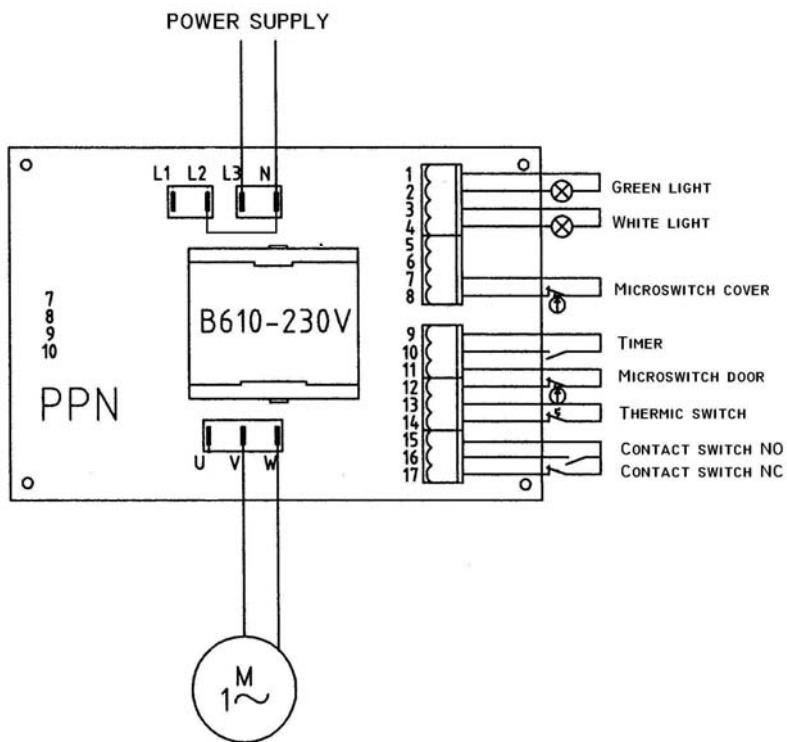 POWER SUPPLY
L1 L2 L3 N
B610-230V
7
8
9
10
PPN
U V W
M
1~
1
2
3
4
5
6
7
8
9
10
11
12
13
14
15
16
17
GREEN LIGHT
WHITE LIGHT
MICROSWITCH COVER
TIMER
MICROSWITCH DOOR
THERMIC SWITCH
CONTACT SWITCH NO
CONTACT SWITCH NC